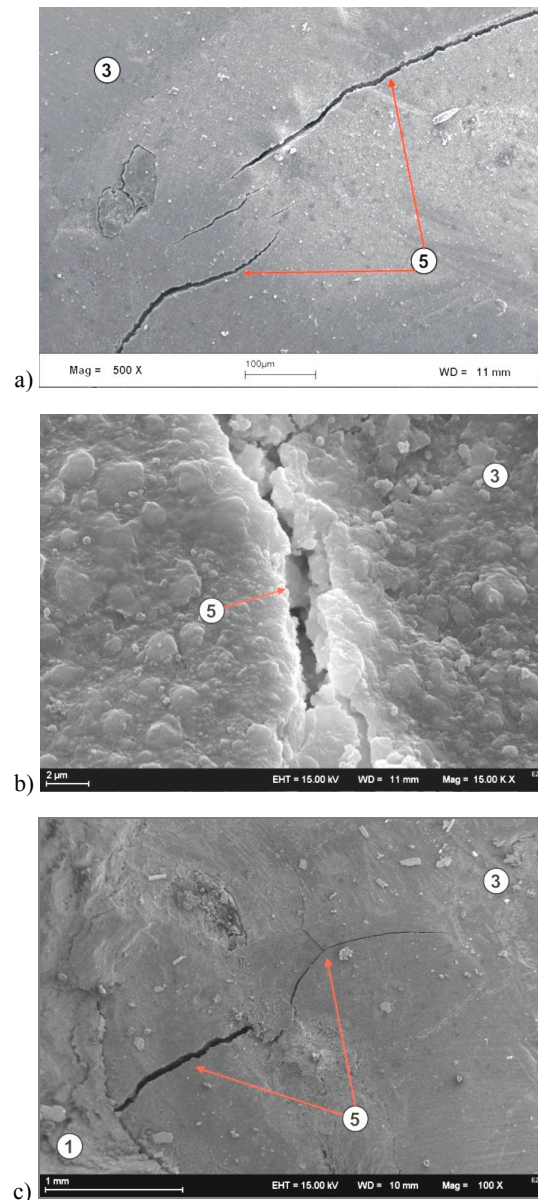 3
5
Mag = 500 X 100µm WD = 11 mm
a)
3
5
2 µm EHT = 15.00 kV WD = 11 mm Mag = 15.00 K X
b)
3
5
1
1 mm EHT = 15.00 kV WD = 10 mm Mag = 100 X
c)